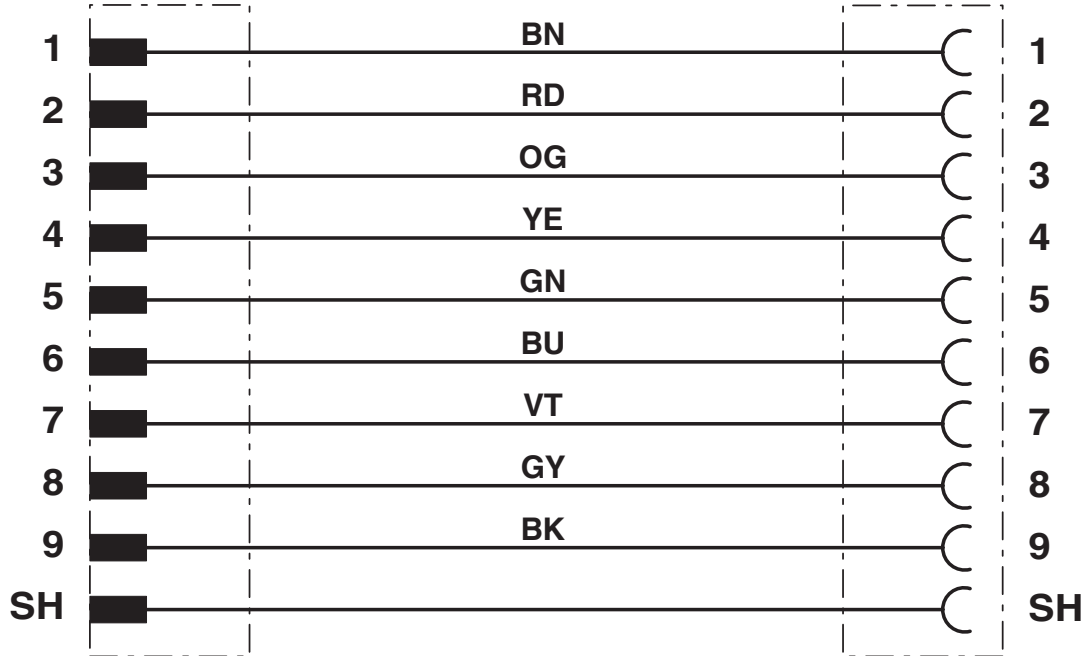 1 BN 1
2 RD 2
3 OG 3
4 YE 4
5 GN 5
6 BU 6
7 VT 7
8 GY 8
9 BK 9
SH SH